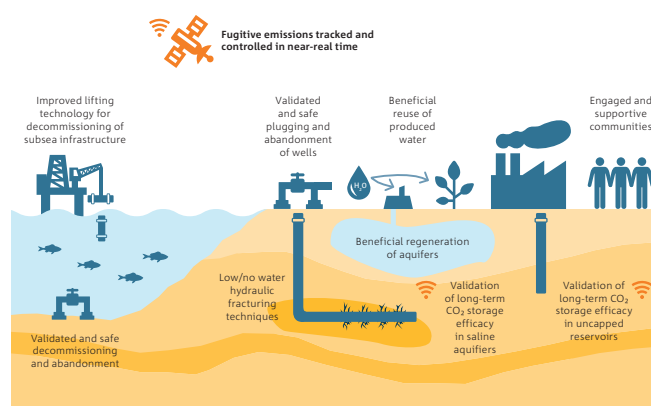 Fugitive emissions tracked and
controlled in near-real time
Improved lifting
technology for
decommissioning of
subsea infrastructure
Validated
and safe
plugging and
abandonment
of wells
Beneficial
reuse of
produced
water
Engaged and
supportive
communities
H₂O
Beneficial regeneration
of aquifers
Low/no water
hydraulic
fracturing
techniques
Validation
of long-term
CO₂ storage
efficacy
in saline
aquifers
Validation of
long-term CO₂
storage efficacy
in uncapped
reservoirs
Validated and safe
decommissioning
and abandonment